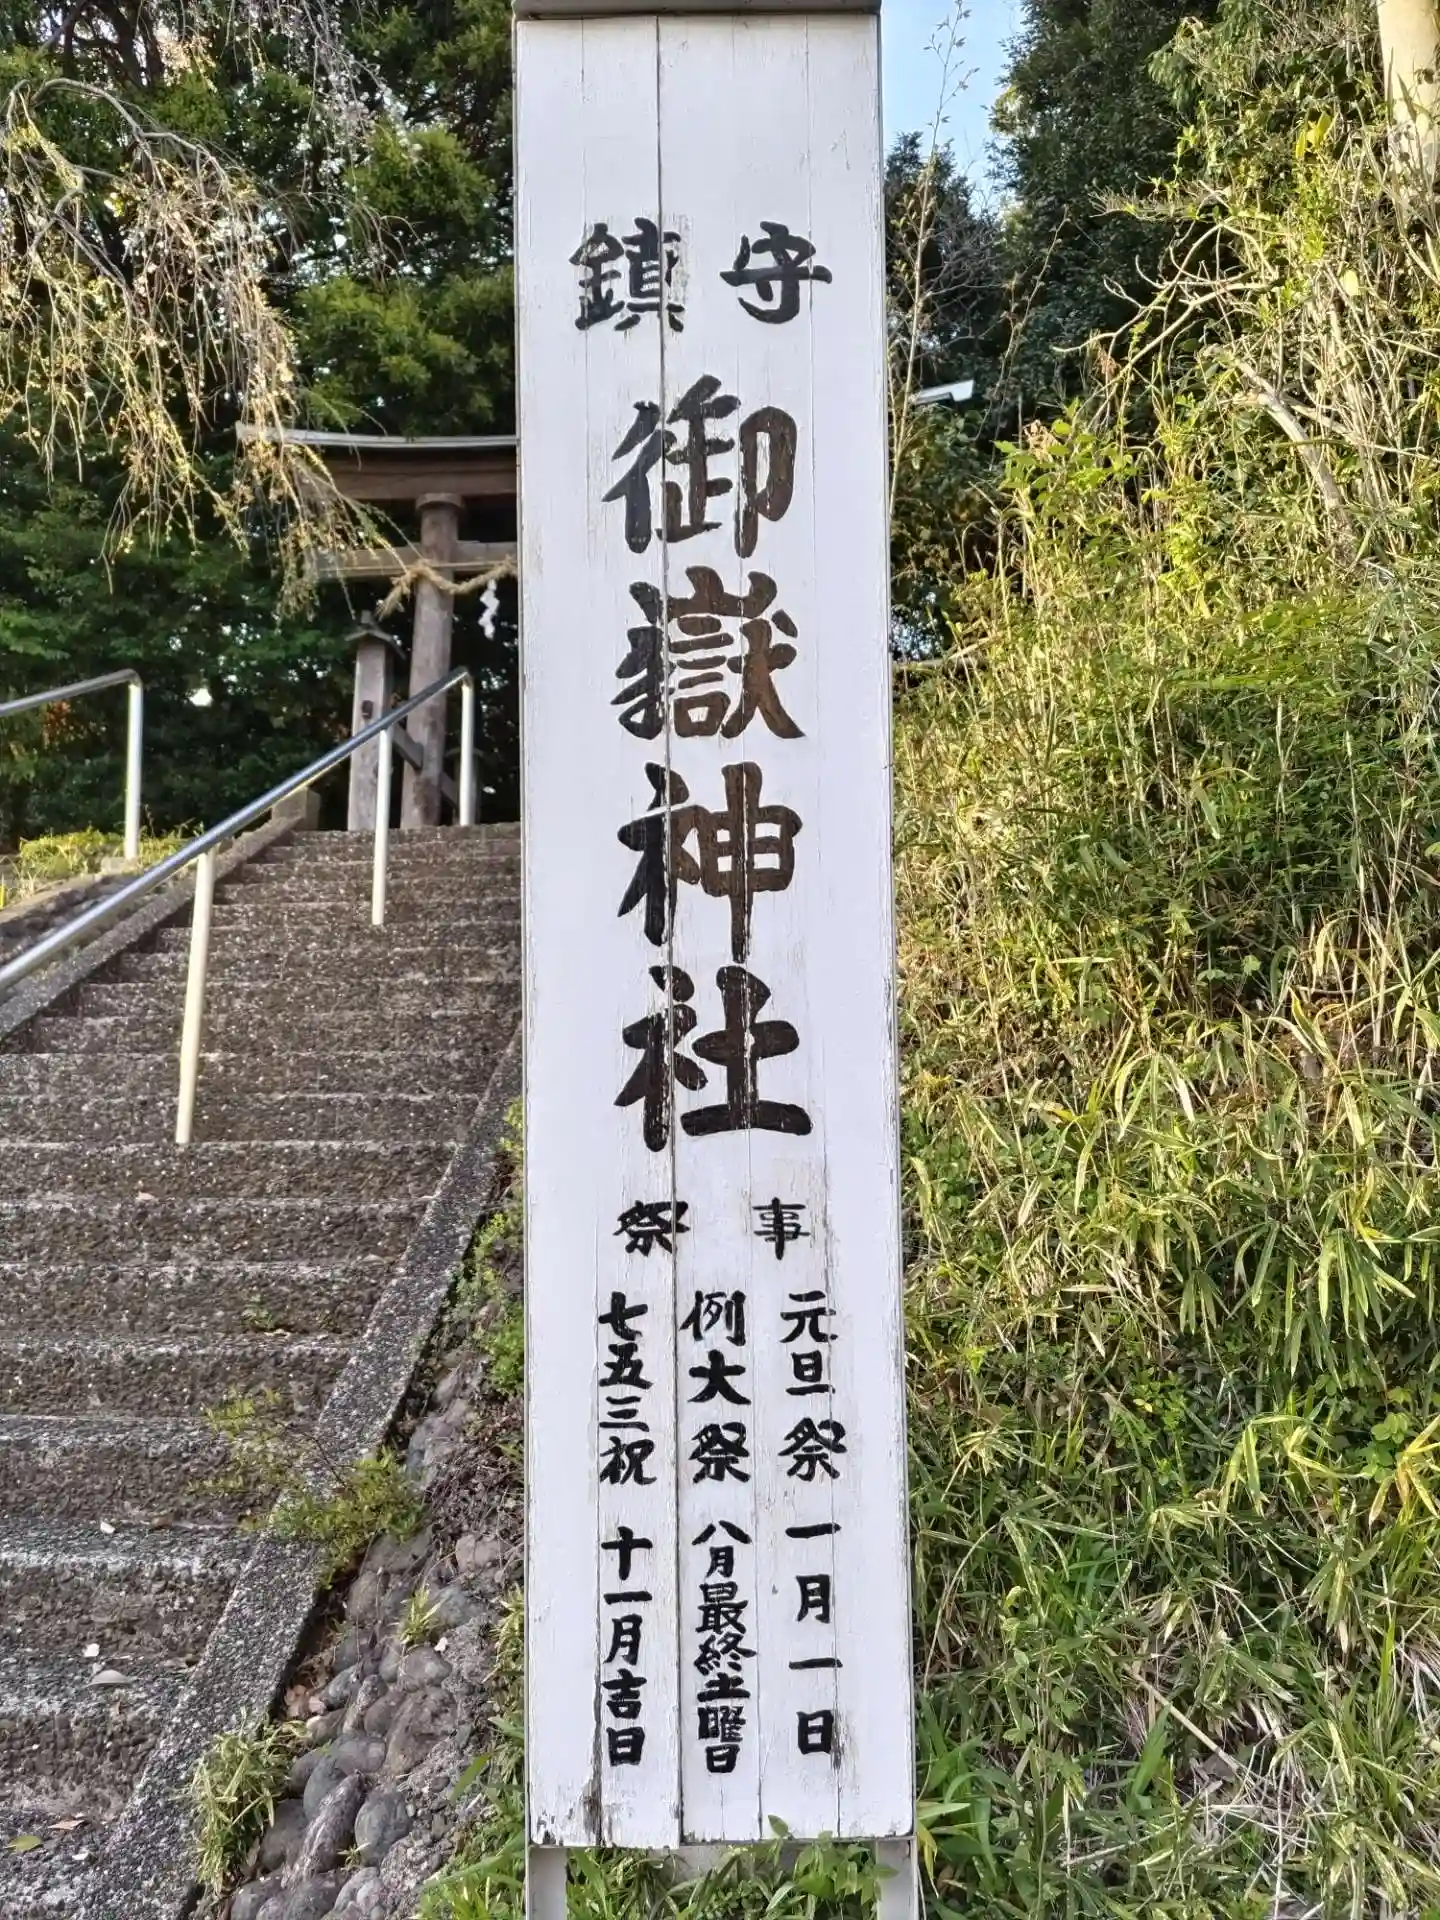 鎮守
御嶽神社
祭事
元旦祭 一月一日
例大祭 八月最終土曜日
七五三祝 十一月吉日